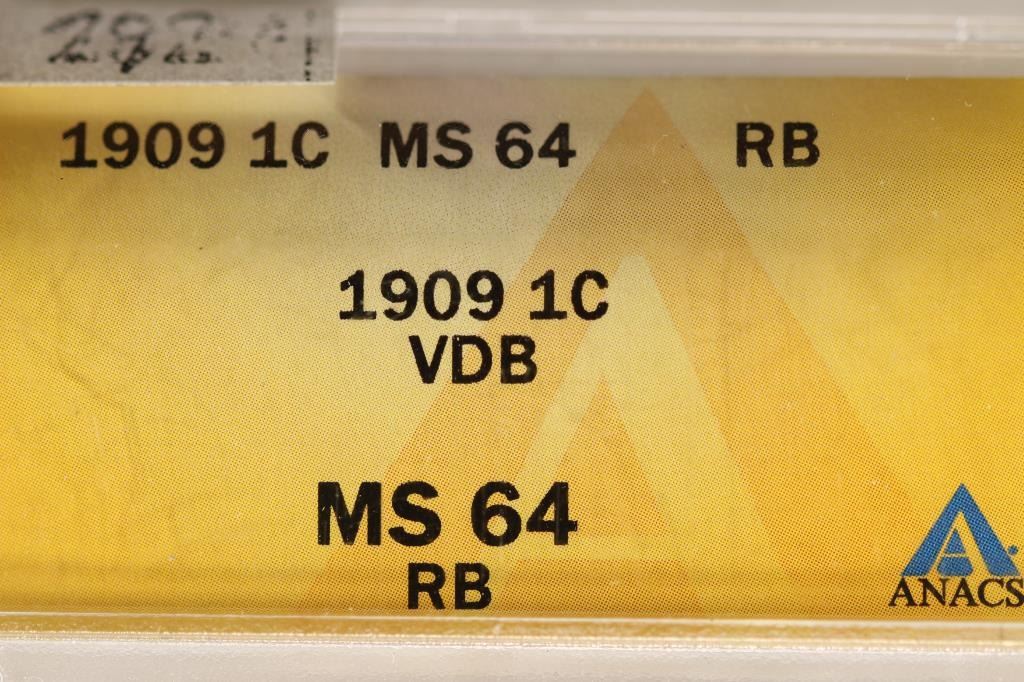 1909 1C MS 64 RB
1909 1C
VDB
MS 64
RB
ANACS